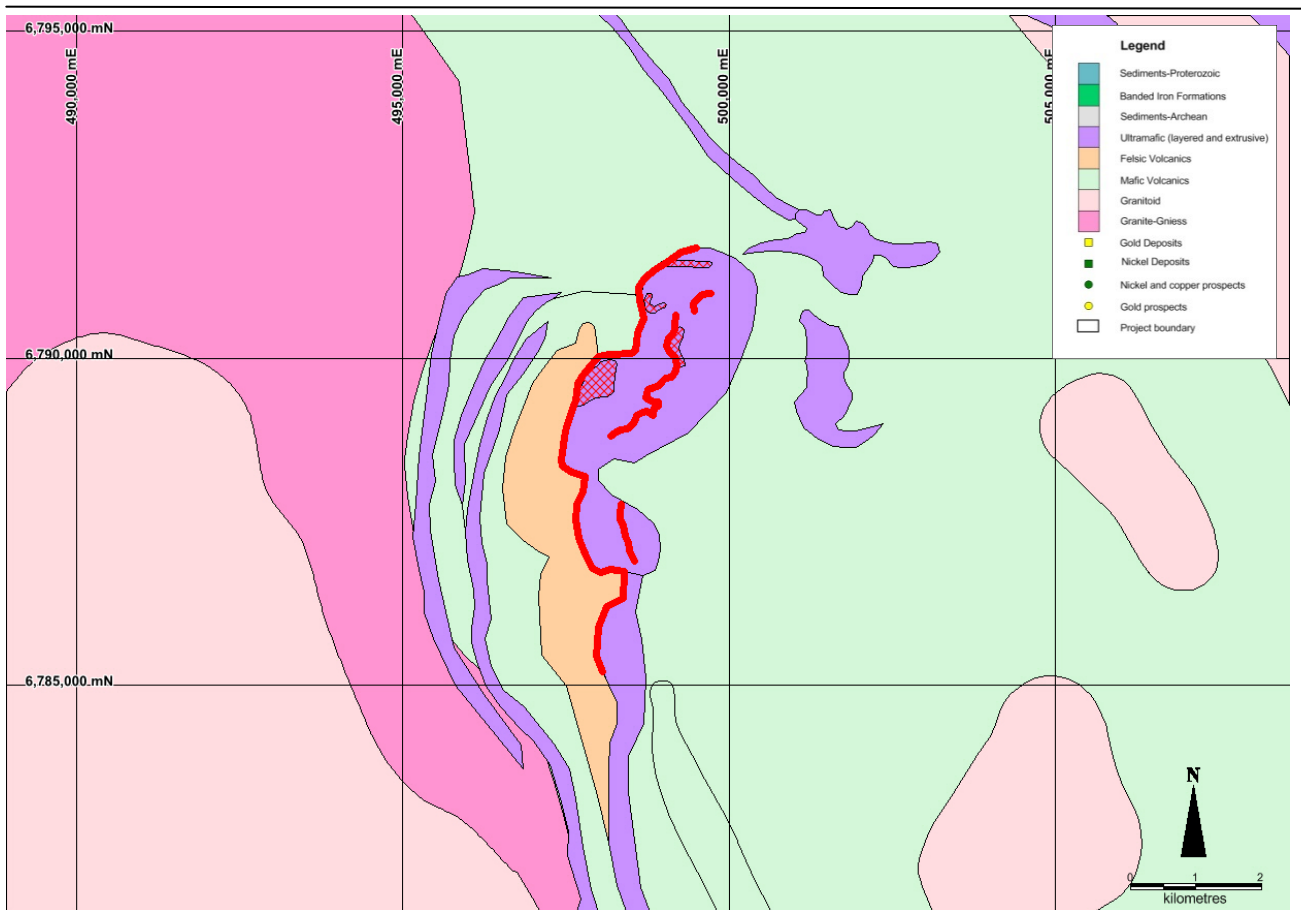 6,795,000 mN
490,000 mE
495,000 mE
500,000 mE
505,000 mE
Legend
Sediments-Proterozoic
Banded Iron Formations
Sediments-Archean
Ultramafic (layered and extrusive)
Felsic Volcanics
Mafic Volcanics
Granitoid
Granite-Gniess
Gold Deposits
Nickel Deposits
Nickel and copper prospects
Gold prospects
Project boundary
6,790,000 mN
6,785,000 mN
N
0 1 2
kilometres